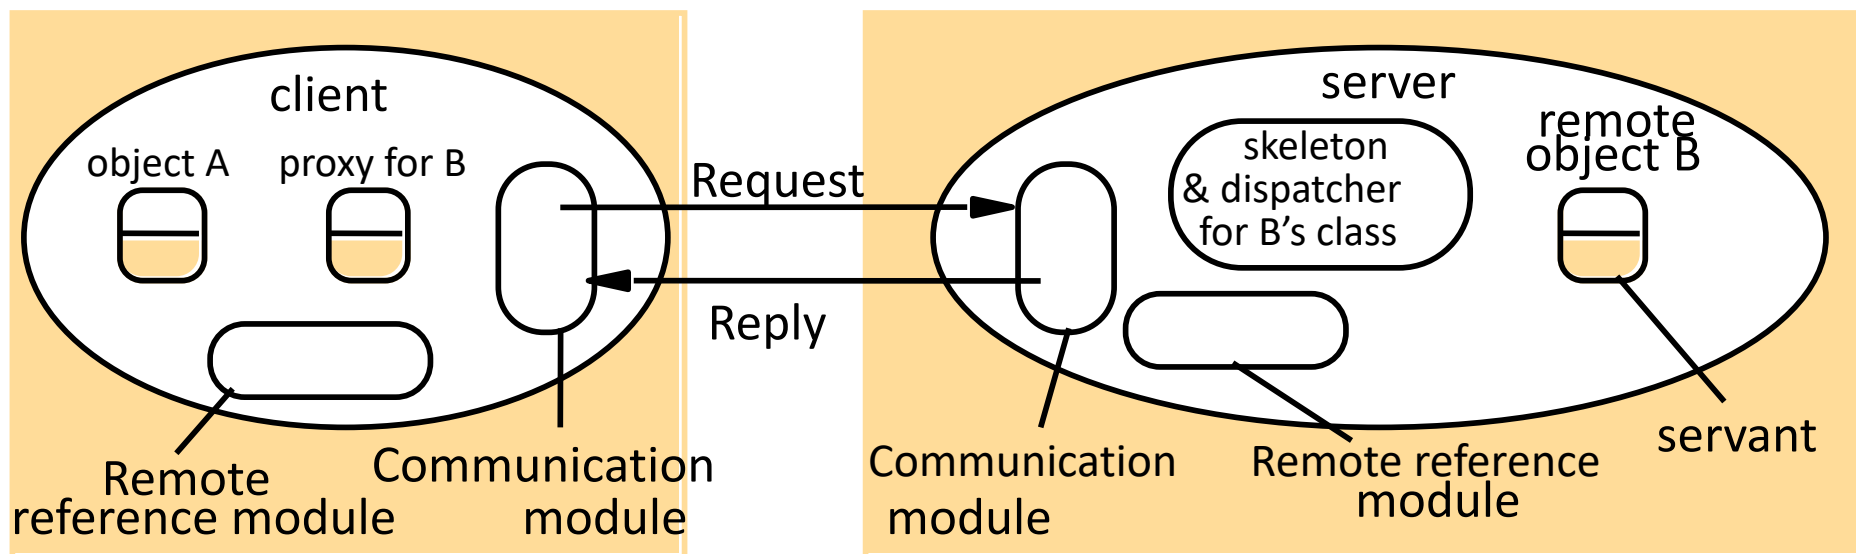 client
object A
proxy for B
Remote
reference module
Communication
module
Request
Reply
server
skeleton
& dispatcher
for B’s class
remote
object B
Communication
module
Remote reference
module
servant